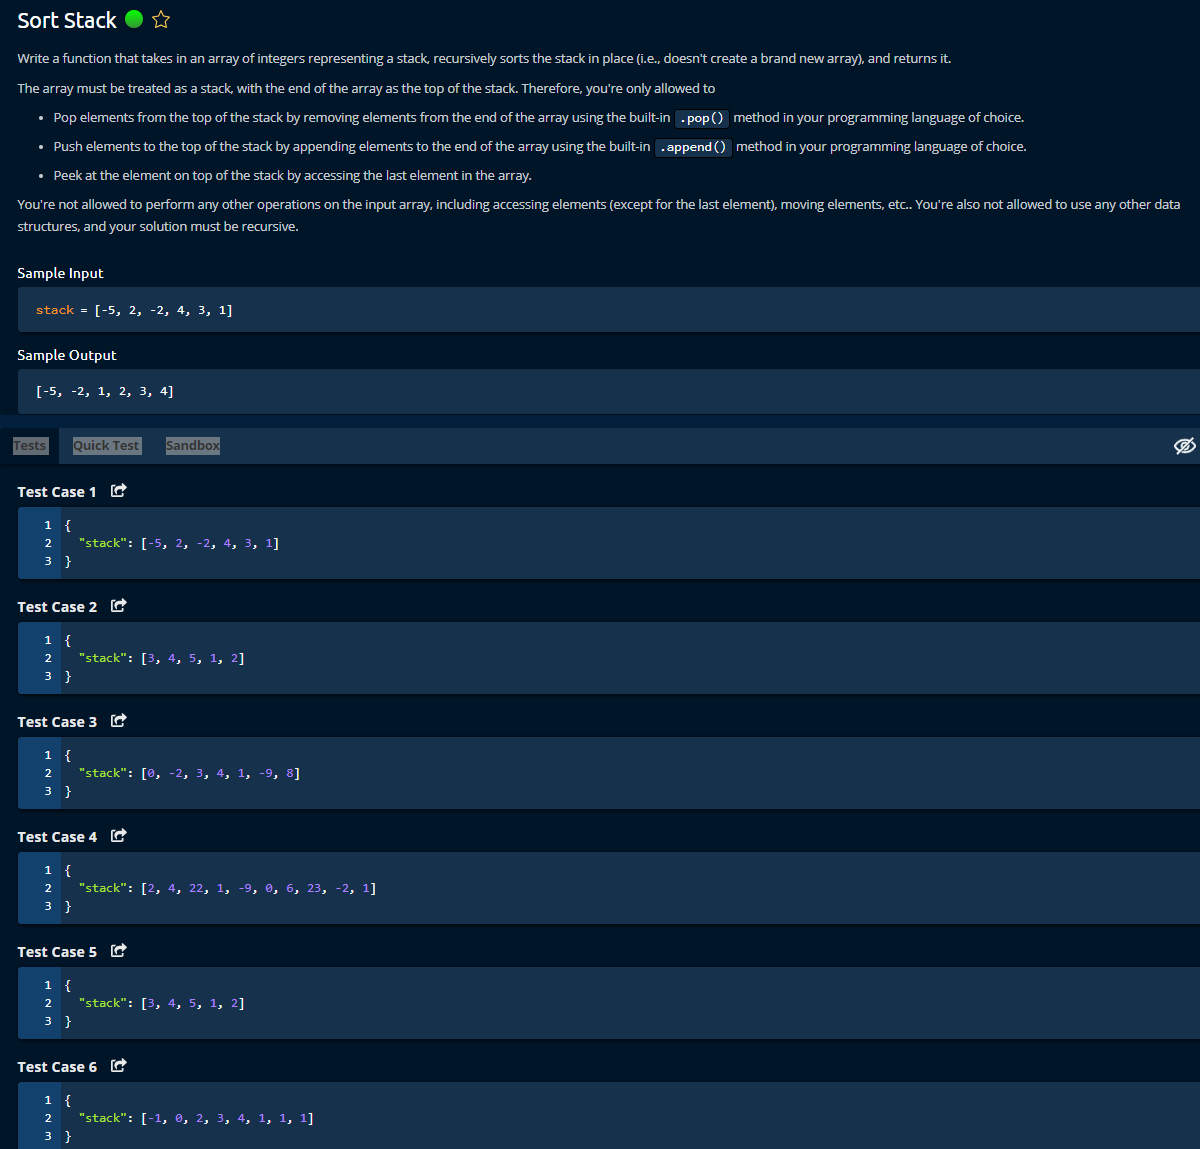 Sort Stack
Write a function that takes in an array of integers representing a stack, recursively sorts the stack in place (i.e., doesn't create a brand new array), and returns it.
The array must be treated as a stack, with the end of the array as the top of the stack. Therefore, you're only allowed to
• Pop elements from the top of the stack by removing elements from the end of the array using the built-in .pop() method in your programming language of choice.
• Push elements to the top of the stack by appending elements to the end of the array using the built-in .append() method in your programming language of choice.
• Peek at the element on top of the stack by accessing the last element in the array.
You're not allowed to perform any other operations on the input array, including accessing elements (except for the last element), moving elements, etc.. You're also not allowed to use any other data
structures, and your solution must be recursive.
Sample Input
stack = [-5, 2, -2, 4, 3, 1]
Sample Output
[-5, -2, 1, 2, 3, 4]
Tests Quick Test Sandbox
Test Case 1
1 {
2 "stack": [-5, 2, -2, 4, 3, 1]
3 }
Test Case 2
1 {
2 "stack": [3, 4, 5, 1, 2]
3 }
Test Case 3
1 {
2 "stack": [0, -2, 3, 4, 1, -9, 8]
3 }
Test Case 4
1 {
2 "stack": [2, 4, 22, 1, -9, 0, 6, 23, -2, 1]
3 }
Test Case 5
1 {
2 "stack": [3, 4, 5, 1, 2]
3 }
Test Case 6
1 {
2 "stack": [-1, 0, 2, 3, 4, 1, 1, 1]
3 }